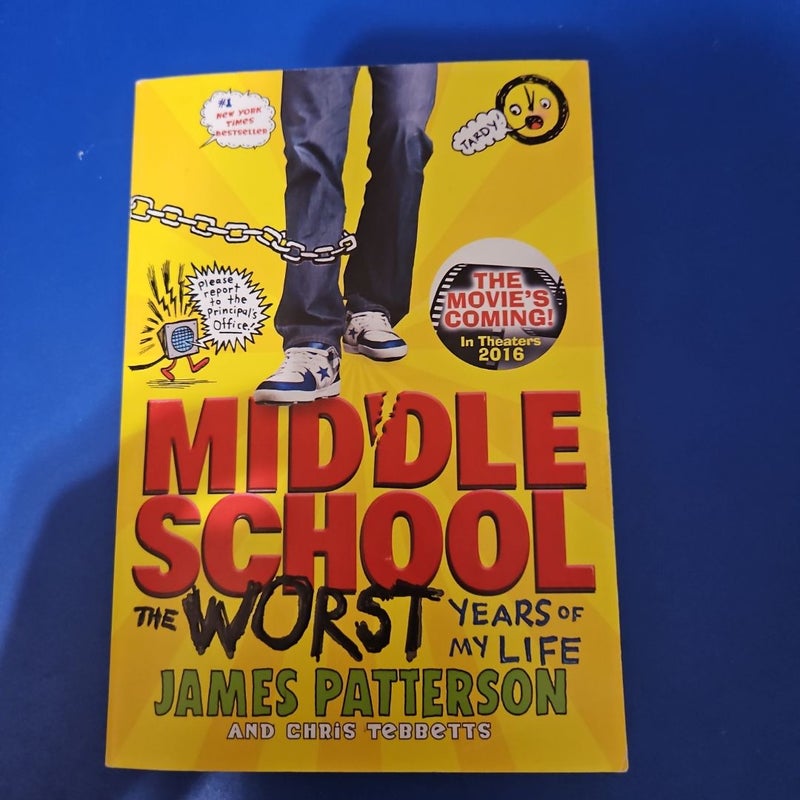 #1
NEW YORK
TIMES
BESTSELLER
TARDY
Please
report
to the
Principal's
Office!
THE
MOVIE'S
COMING!
In Theaters
2016
MIDDLE
SCHOOL
THE WORST YEARS OF
MY LIFE
JAMES PATTERSON
AND CHRIS TEBBETTS